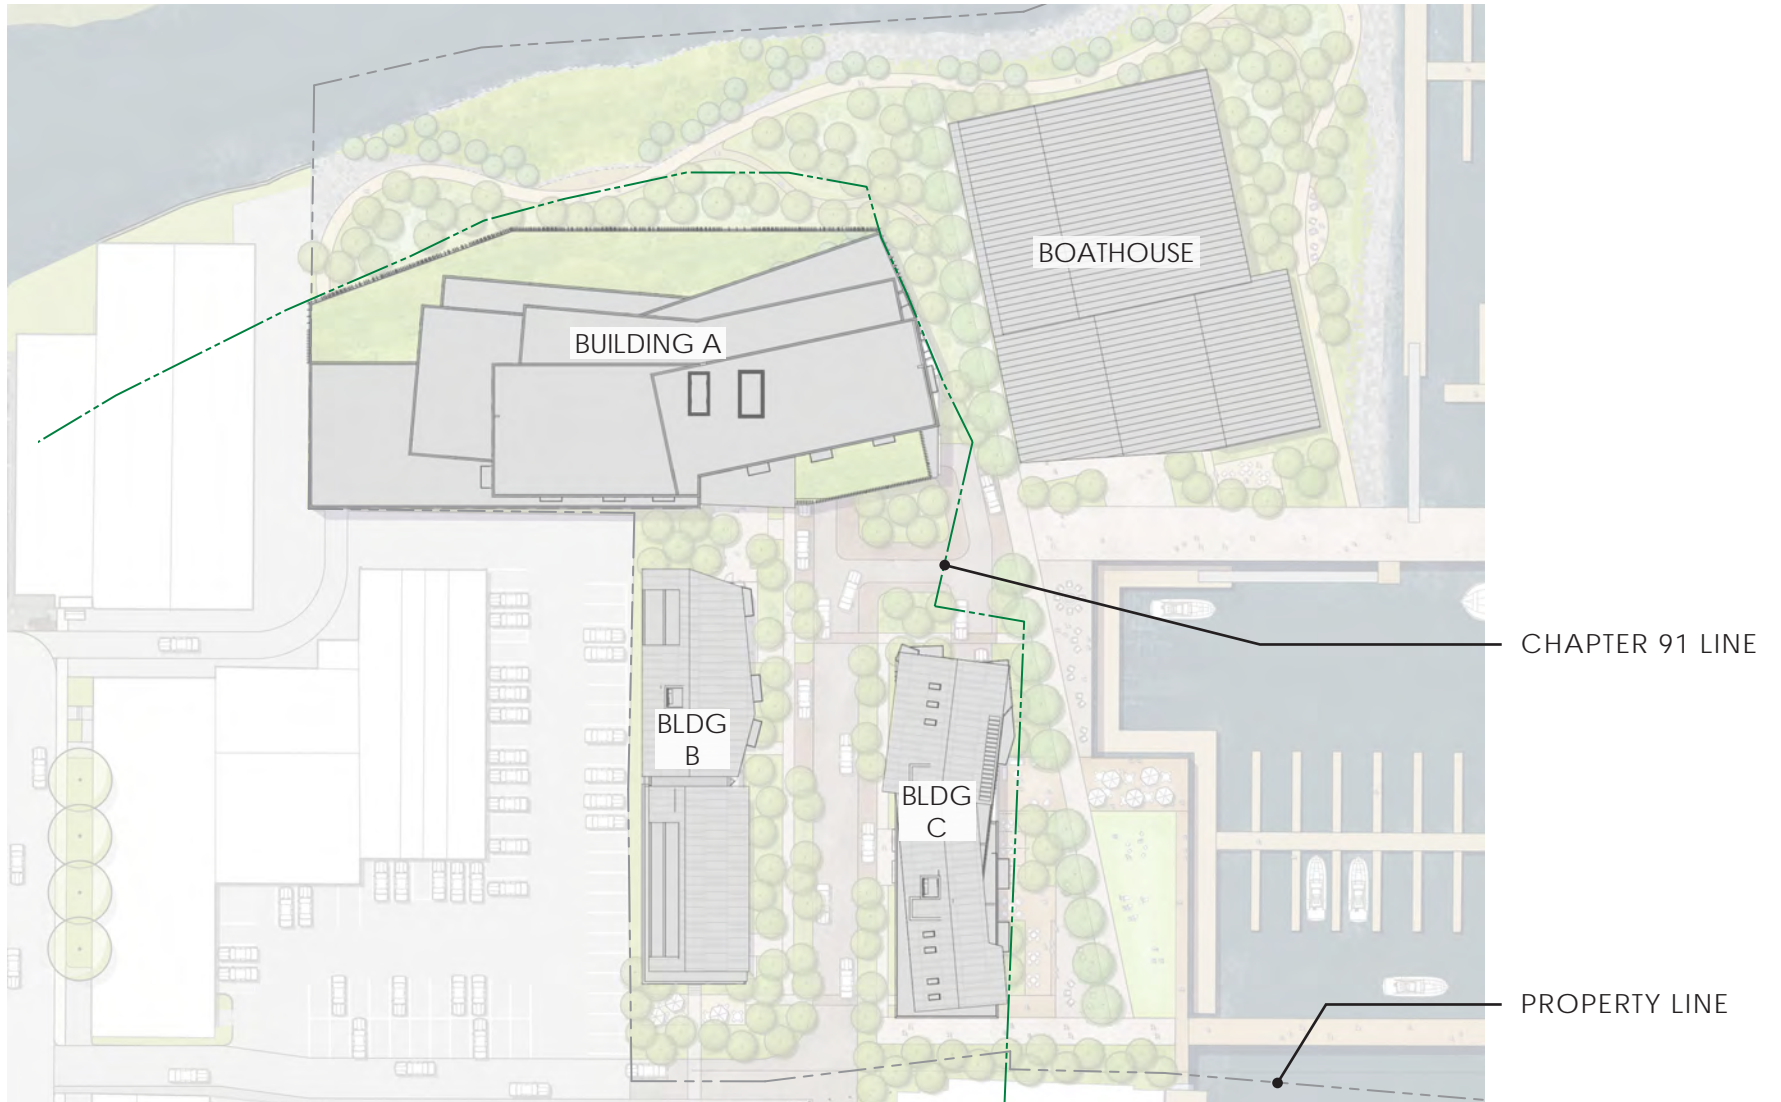 BOATHOUSE
BUILDING A
CHAPTER 91 LINE
BLDG
B
BLDG
C
PROPERTY LINE